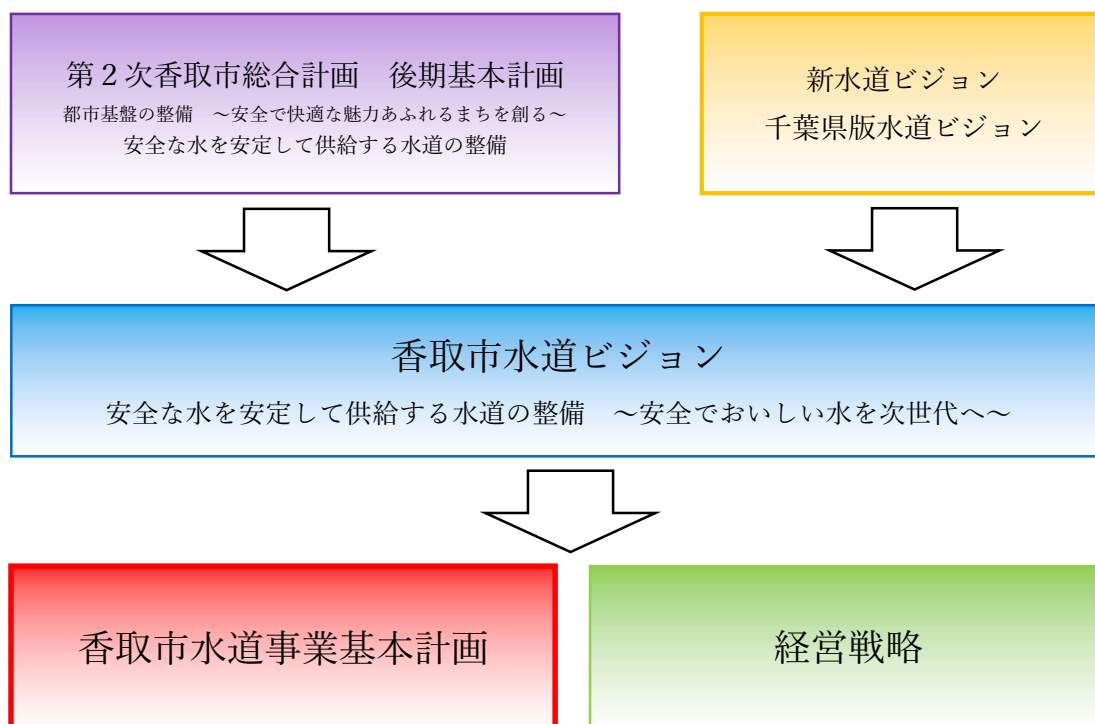 第２次香取市総合計画　後期基本計画
都市基盤の整備　～安全で快適な魅力あふれるまちを創る～
安全な水を安定して供給する水道の整備
新水道ビジョン
千葉県版水道ビジョン
香取市水道ビジョン
安全な水を安定して供給する水道の整備　～安全でおいしい水を次世代へ～
香取市水道事業基本計画
経営戦略